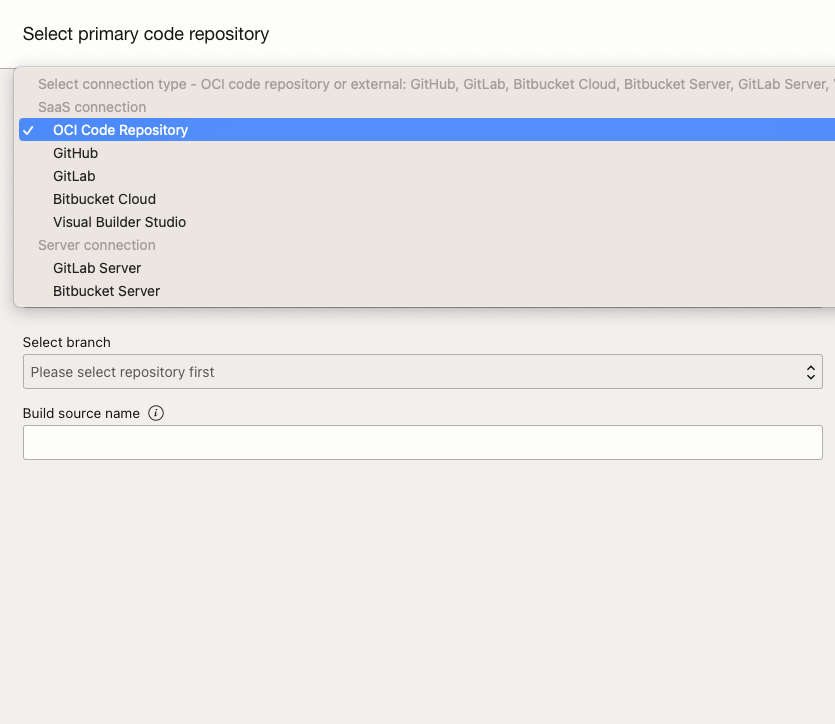 Select primary code repository
Select connection type - OCI code repository or external: GitHub, GitLab, Bitbucket Cloud, Bitbucket Server, GitLab Server,
SaaS connection
OCI Code Repository
GitHub
GitLab
Bitbucket Cloud
Visual Builder Studio
Server connection
GitLab Server
Bitbucket Server
Select branch
Please select repository first
Build source name